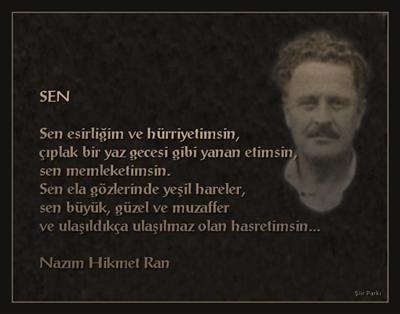 SEN
Sen esirliğim ve hürriyetimsin,
çıplak bir yaz gecesi gibi yanan etimsin,
sen memleketimsin.
Sen ela gözlerinde yeşil hareler,
sen büyük, güzel ve muzaffer
ve ulaşıldıkça ulaşılmaz olan hasretimsin...
Nazım Hikmet Ran
Şiir Parkı